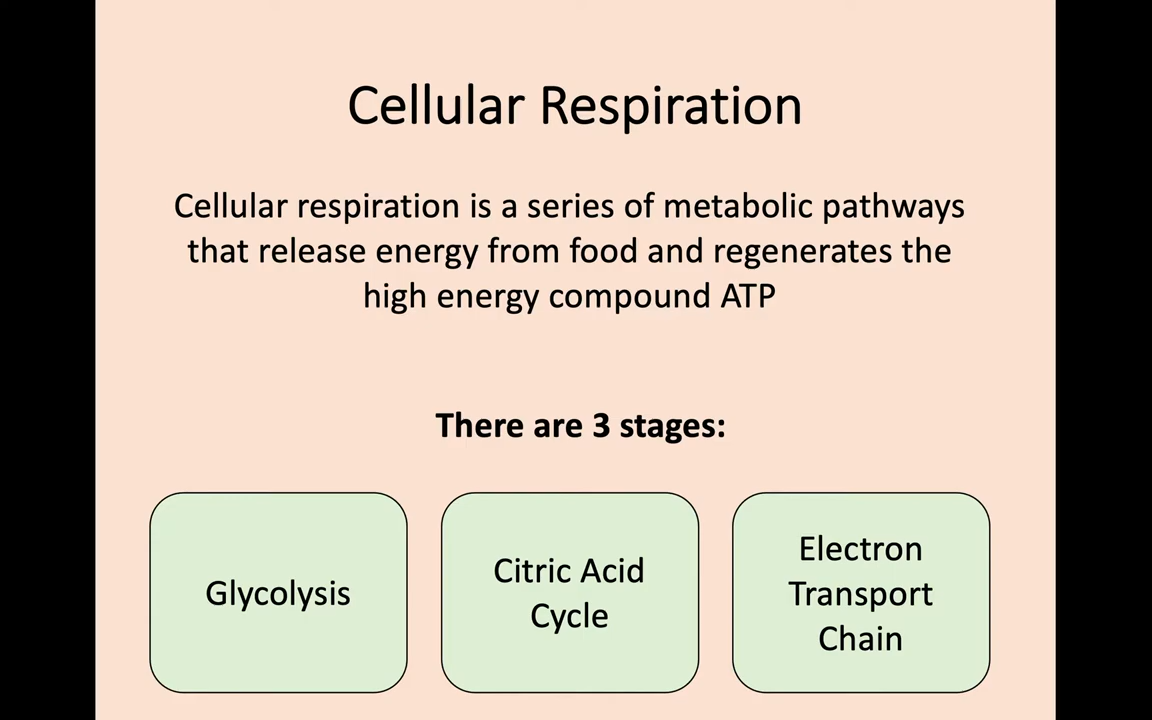 Cellular Respiration
Cellular respiration is a series of metabolic pathways
that release energy from food and regenerates the
high energy compound ATP
There are 3 stages:
Glycolysis
Citric Acid
Cycle
Electron
Transport
Chain